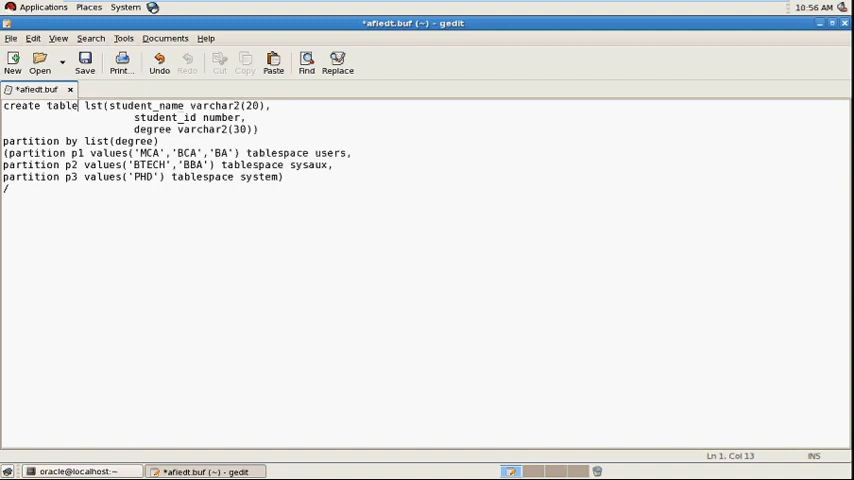 Applications Places System 10:56 AM
*afiedt.buf (~) - gedit
File Edit View Search Tools Documents Help
New Open Save Print... Undo Redo Cut Copy Paste Find Replace
*afiedt.buf
create table lst(student_name varchar2(20),
student_id number,
degree varchar2(30))
partition by list(degree)
(partition p1 values('MCA','BCA','BA') tablespace users,
partition p2 values('BTECH','BBA') tablespace sysaux,
partition p3 values('PHD') tablespace system)
/
Ln 1, Col 13 INS
oracle@localhost:~ *afiedt.buf (~) - gedit